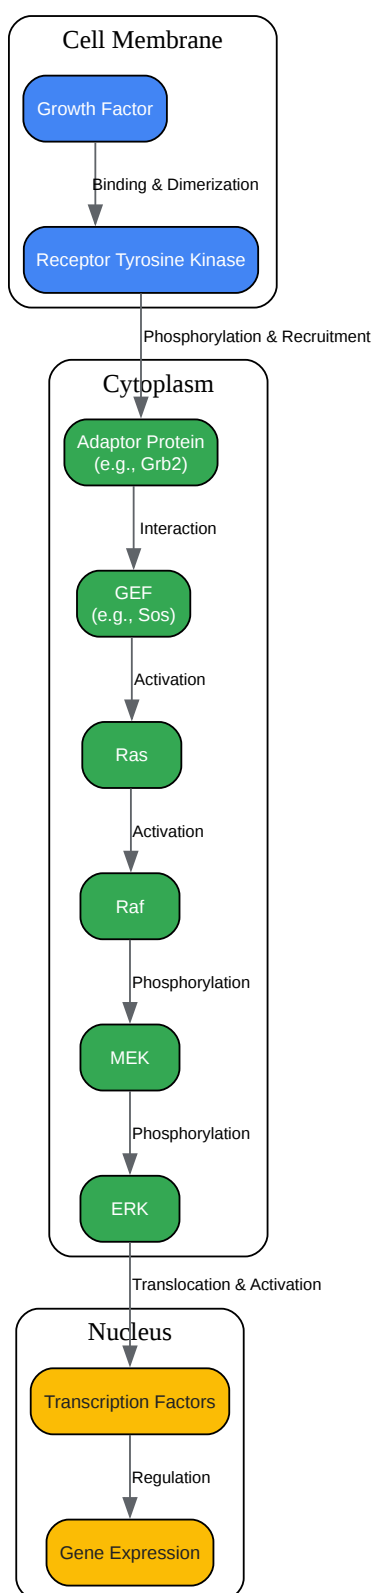 Cell Membrane
Growth Factor
Binding & Dimerization
Receptor Tyrosine Kinase
Phosphorylation & Recruitment
Cytoplasm
Adaptor Protein
(e.g., Grb2)
Interaction
GEF
(e.g., Sos)
Activation
Ras
Activation
Raf
Phosphorylation
MEK
Phosphorylation
ERK
Translocation & Activation
Nucleus
Transcription Factors
Regulation
Gene Expression